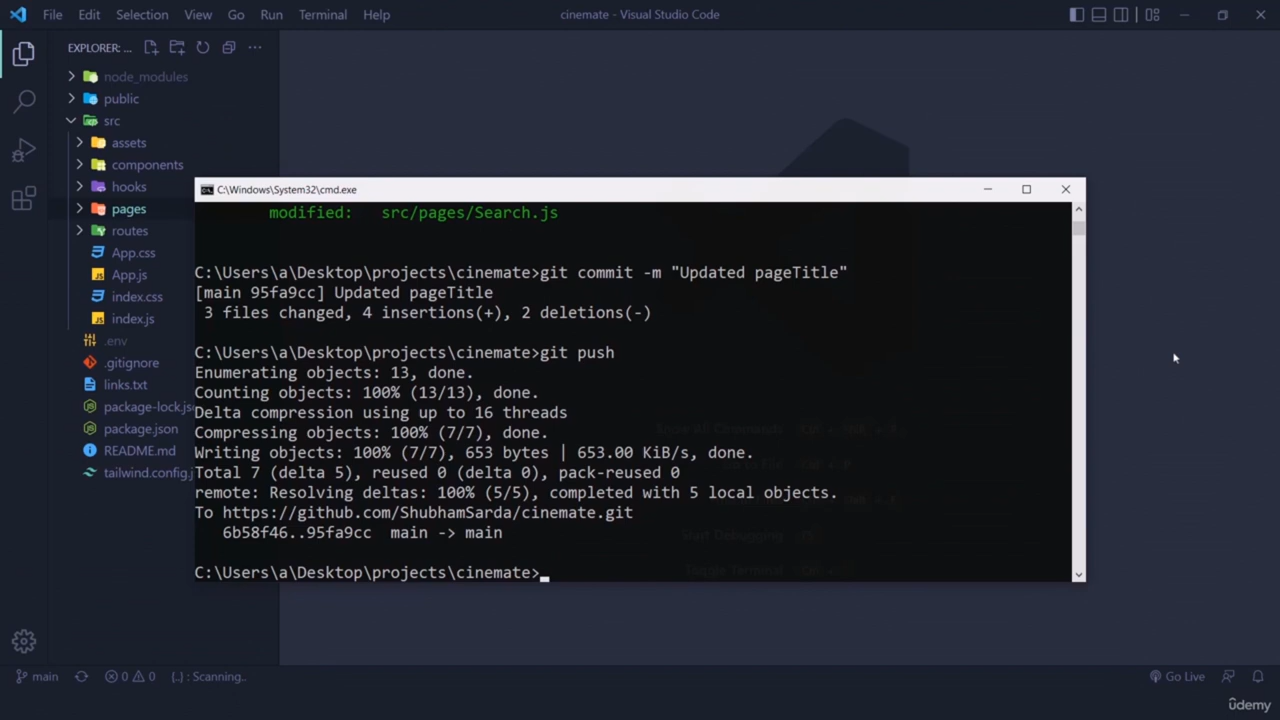 File Edit Selection View Go Run Terminal Help
cinemate - Visual Studio Code
EXPLORER: ...
node_modules
public
src
assets
components
hooks
pages
routes
App.css
App.js
index.css
index.js
.env
.gitignore
links.txt
package-lock.js
package.json
README.md
tailwind.config.j
C:\Windows\System32\cmd.exe
modified: src/pages/Search.js
C:\Users\a\Desktop\projects\cinemate>git commit -m "Updated pageTitle"
[main 95fa9cc] Updated pageTitle
3 files changed, 4 insertions(+), 2 deletions(-)
C:\Users\a\Desktop\projects\cinemate>git push
Enumerating objects: 13, done.
Counting objects: 100% (13/13), done.
Delta compression using up to 16 threads
Compressing objects: 100% (7/7), done.
Writing objects: 100% (7/7), 653 bytes | 653.00 KiB/s, done.
Total 7 (delta 5), reused 0 (delta 0), pack-reused 0
remote: Resolving deltas: 100% (5/5), completed with 5 local objects.
To https://github.com/ShubhamSarda/cinemate.git
6b58f46..95fa9cc main -> main
C:\Users\a\Desktop\projects\cinemate>
Start Debugging
main 0 0 {..} : Scanning.. Go Live
ûdemy